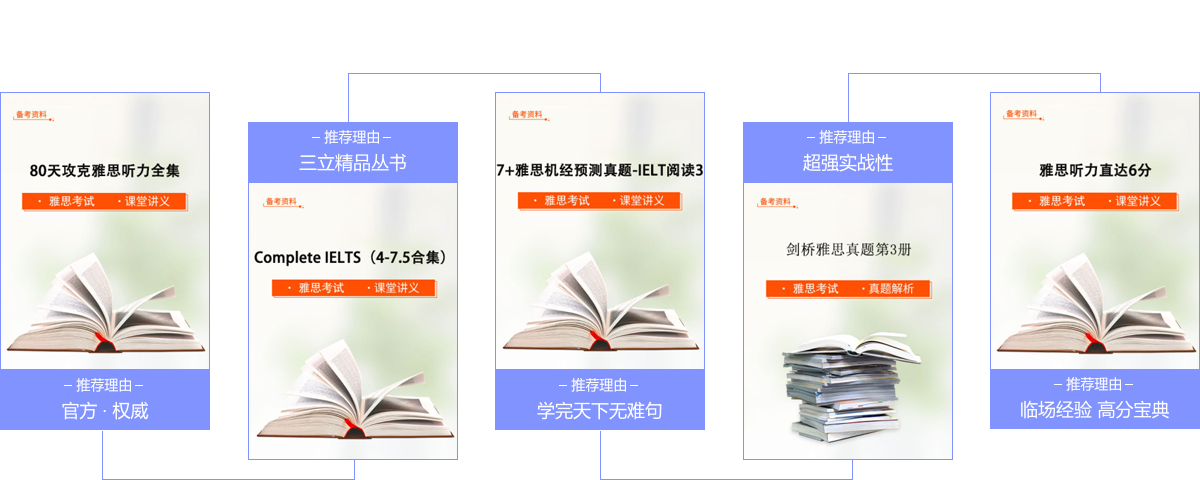 备考资料
80天攻克雅思听力全集
· 雅思考试 · 课堂讲义
– 推荐理由 –
官方 · 权威
– 推荐理由 –
三立精品丛书
备考资料
Complete IELTS（4-7.5合集）
· 雅思考试 · 课堂讲义
备考资料
7+雅思机经预测真题-IELT阅读3
· 雅思考试 · 课堂讲义
– 推荐理由 –
学完天下无难句
– 推荐理由 –
超强实战性
备考资料
剑桥雅思真题第3册
· 雅思考试 · 真题解析
备考资料
雅思听力直达6分
· 雅思考试 · 课堂讲义
– 推荐理由 –
临场经验 高分宝典